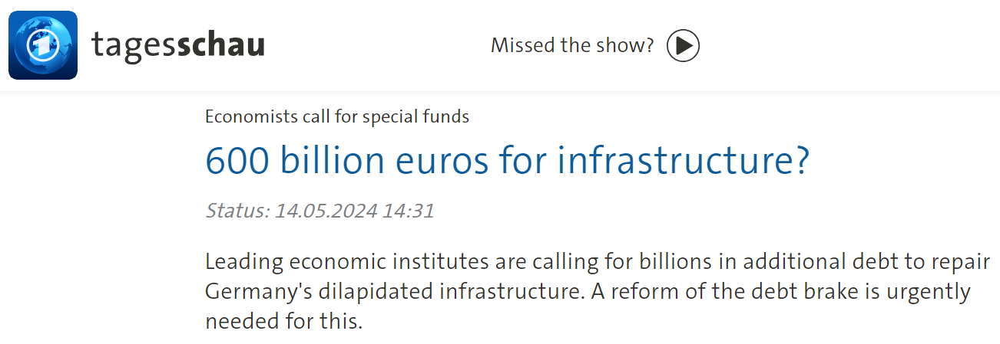 tagesschau
Missed the show?
Economists call for special funds
600 billion euros for infrastructure?
Status: 14.05.2024 14:31
Leading economic institutes are calling for billions in additional debt to repair
Germany's dilapidated infrastructure. A reform of the debt brake is urgently
needed for this.